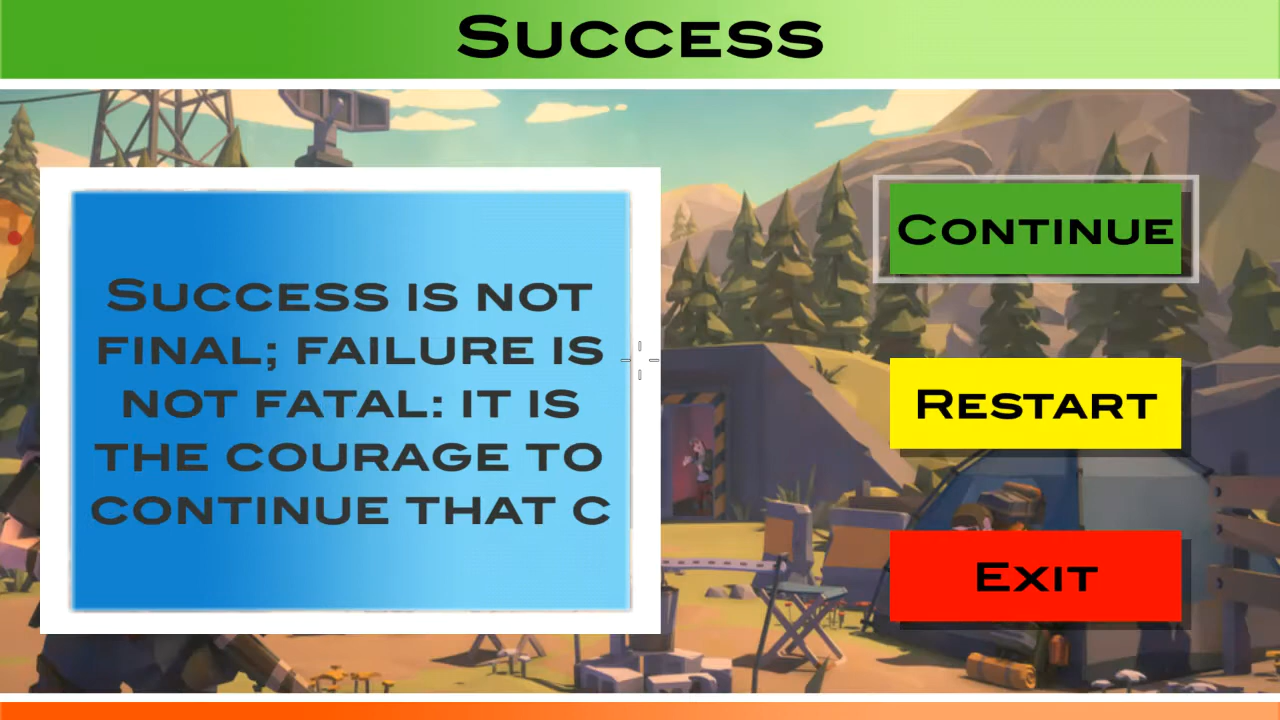 Success
Success is not
final; failure is
not fatal: it is
the courage to
continue that c
Continue
Restart
Exit